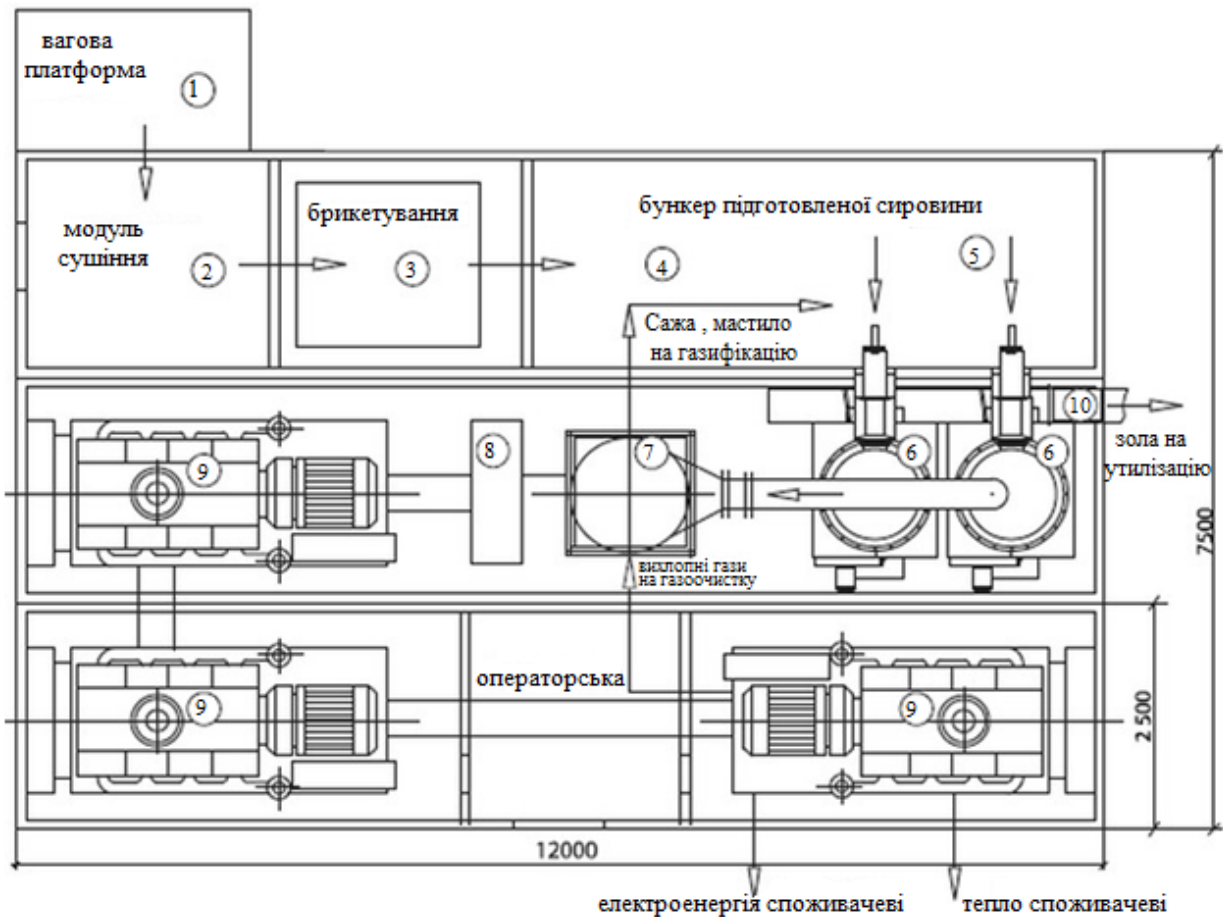 вагова
платформа
1
модуль
сушіння
2
брикетування
3
бункер підготовленої сировини
4
5
Сажа , мастило
на газифікацію
10
зола на
утилізацію
9
8
7
6
6
вихлопні гази
на газоочистку
7500
операторська
9
9
2 500
12000
електроенергія споживачеві
тепло споживачеві